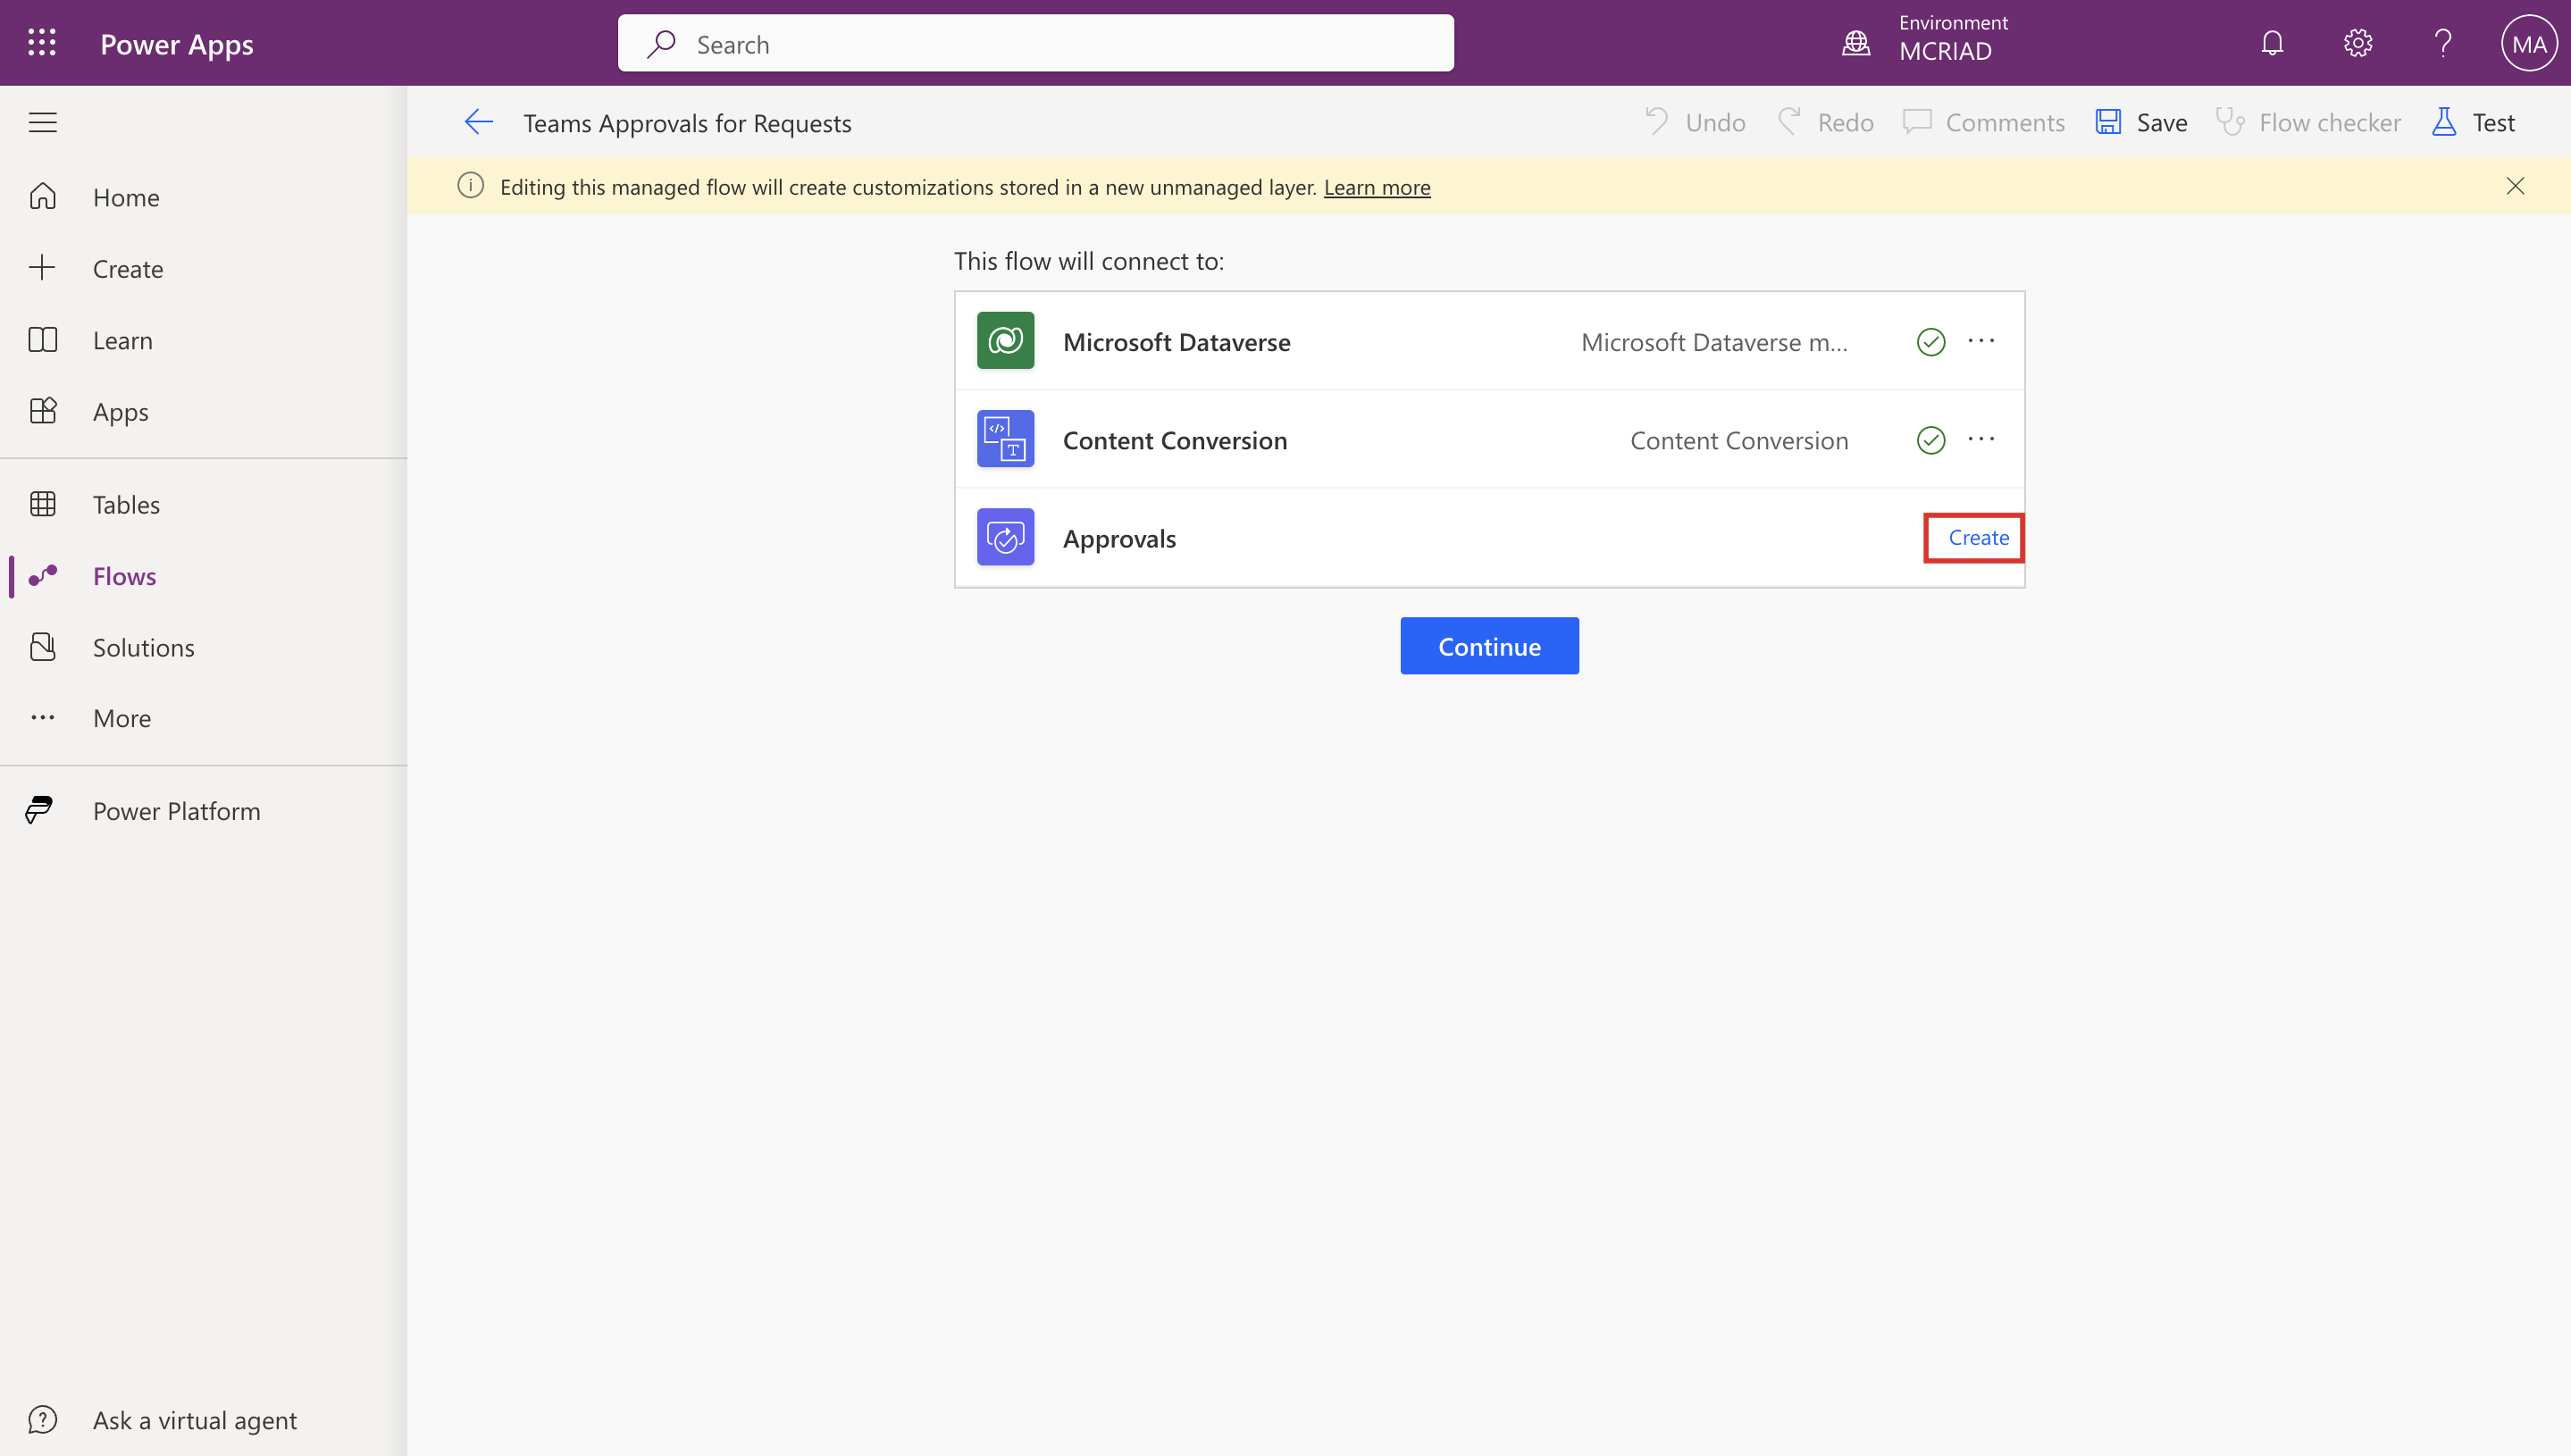 Power Apps
Search
Environment
MCRIAD
MA
Teams Approvals for Requests
Undo
Redo
Comments
Save
Flow checker
Test
Editing this managed flow will create customizations stored in a new unmanaged layer. Learn more
Home
Create
Learn
Apps
Tables
Flows
Solutions
More
Power Platform
Ask a virtual agent
This flow will connect to:
Microsoft Dataverse
Microsoft Dataverse m...
Content Conversion
Content Conversion
Approvals
Create
Continue